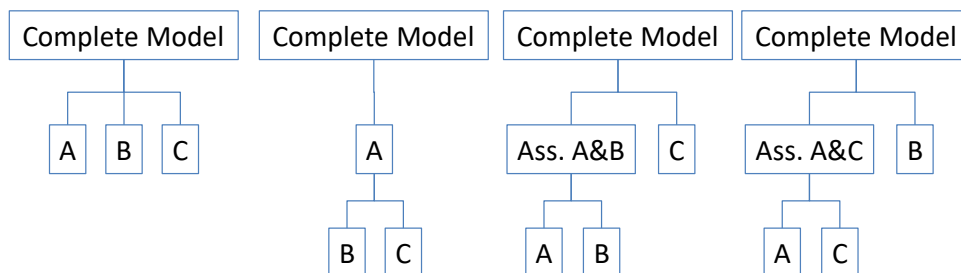 Complete Model Complete Model Complete Model Complete Model
A B C A Ass. A&B C Ass. A&C B
B C A B A C